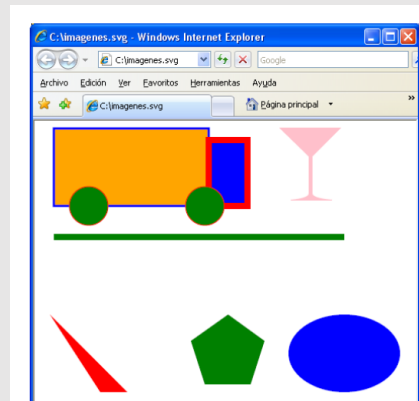 C:\imagenes.svg - Windows Internet Explorer
C:\imagenes.svg Google
Archivo Edición Ver Favoritos Herramientas Ayuda
C:\imagenes.svg Página principal »